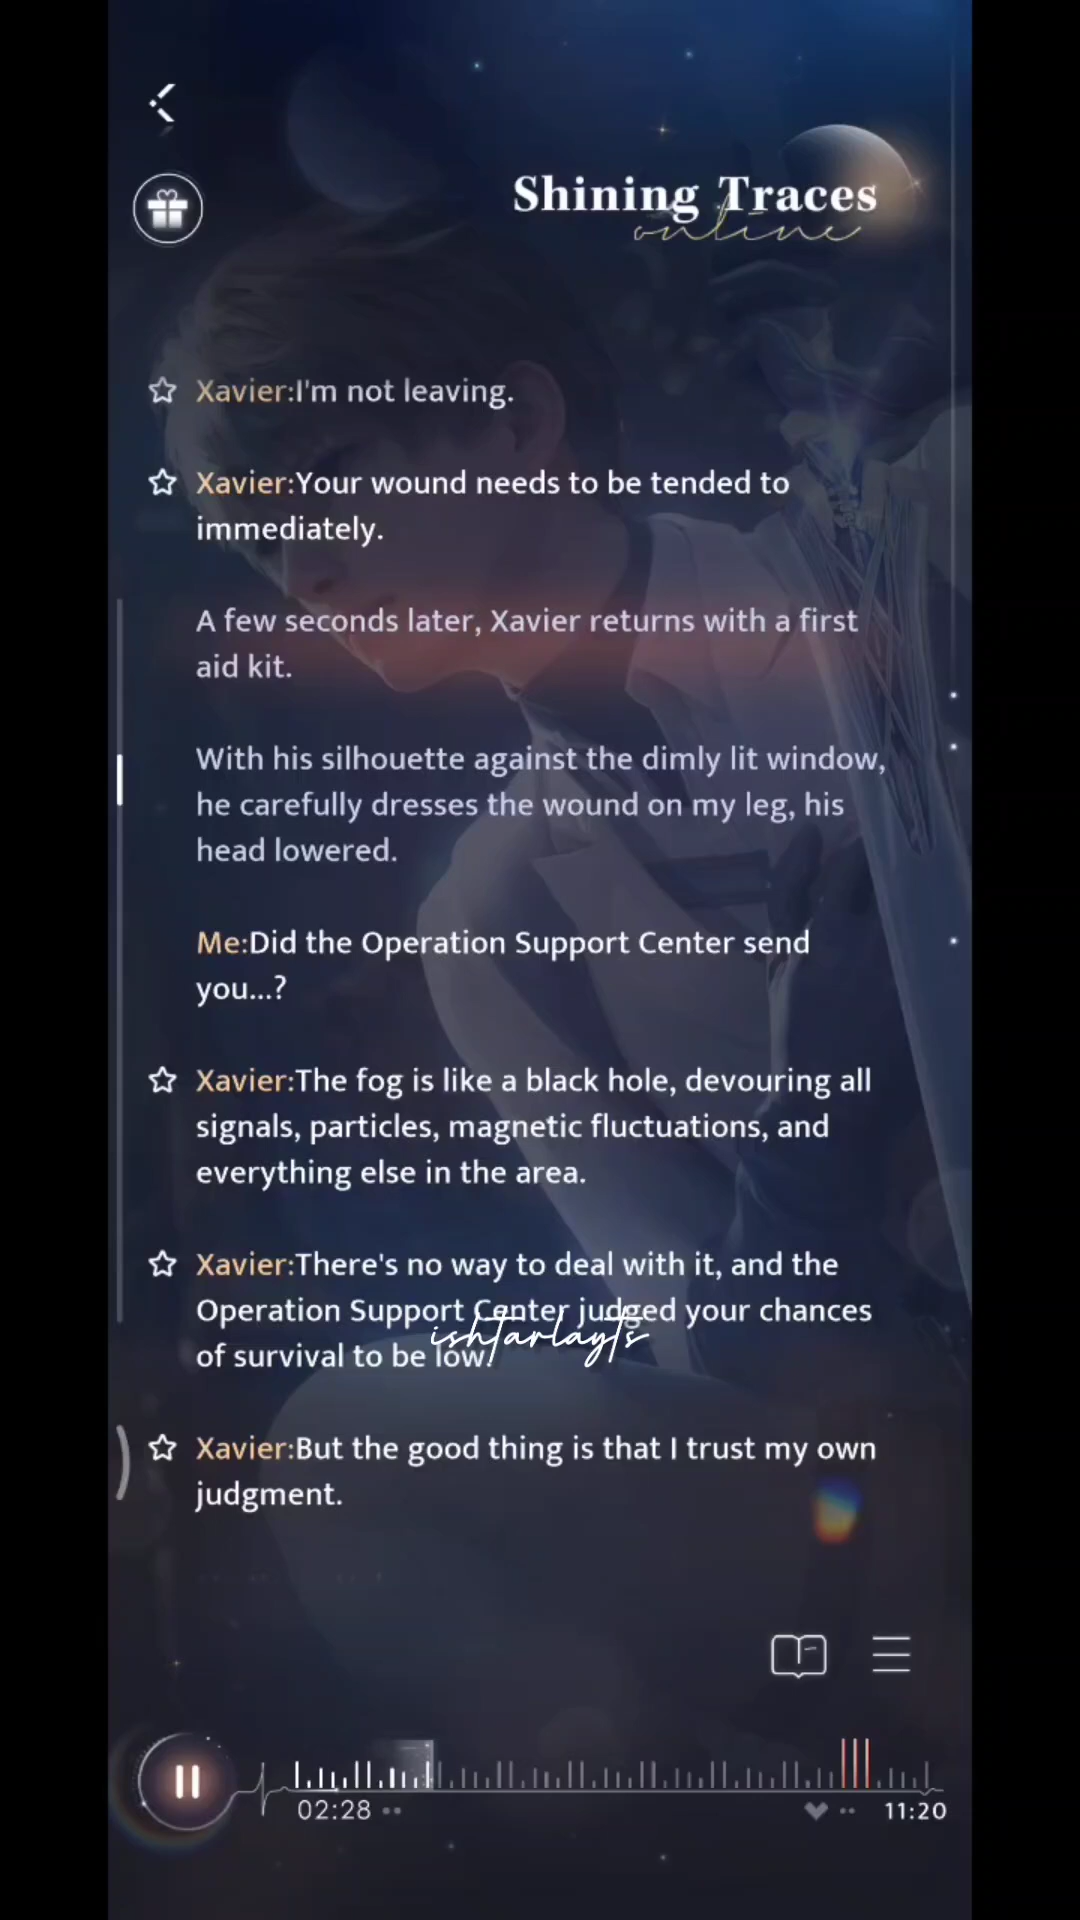 Shining Traces
online
Xavier:I'm not leaving.
Xavier:Your wound needs to be tended to
immediately.
A few seconds later, Xavier returns with a first
aid kit.
With his silhouette against the dimly lit window,
he carefully dresses the wound on my leg, his
head lowered.
Me:Did the Operation Support Center send
you...?
Xavier:The fog is like a black hole, devouring all
signals, particles, magnetic fluctuations, and
everything else in the area.
Xavier:There's no way to deal with it, and the
Operation Support Center judged your chances
of survival to be low.
ishtarlayts
Xavier:But the good thing is that I trust my own
judgment.
02:28
11:20